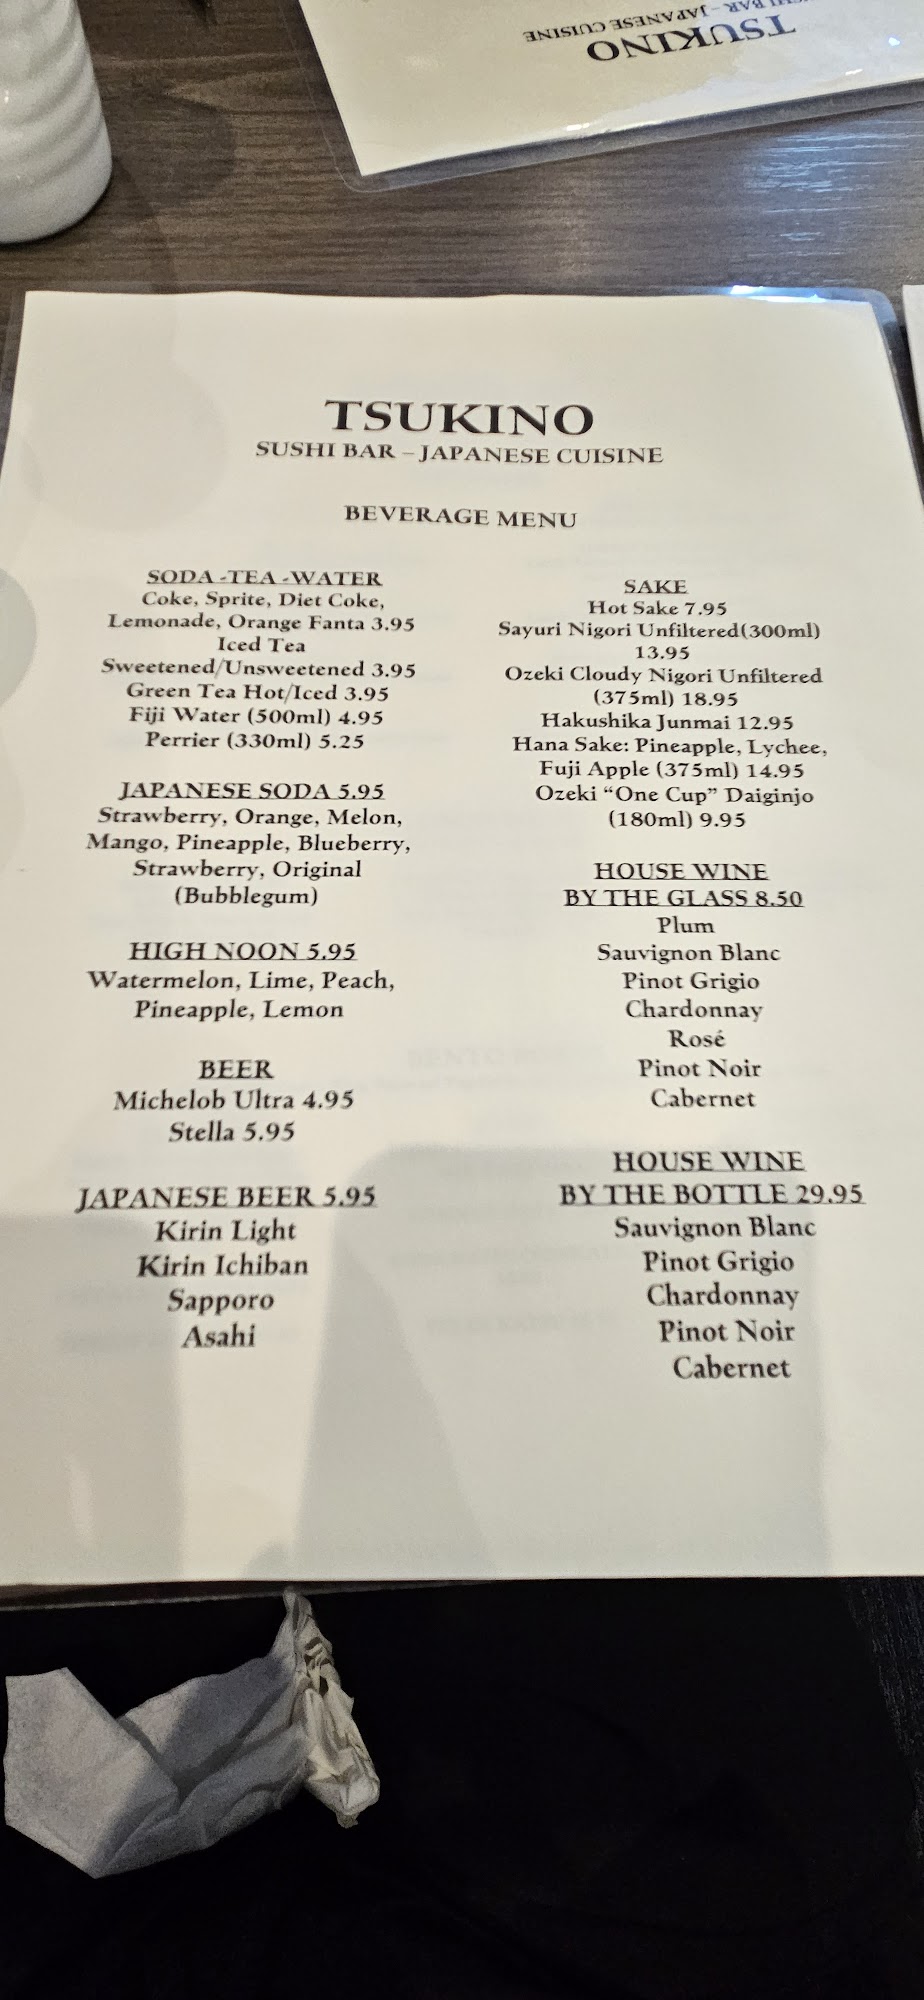 TSUKINO
SUSHI BAR - JAPANESE CUISINE
TSUKINO
SUSHI BAR – JAPANESE CUISINE
BEVERAGE MENU
SODA -TEA -WATER
Coke, Sprite, Diet Coke,
Lemonade, Orange Fanta 3.95
Iced Tea
Sweetened/Unsweetened 3.95
Green Tea Hot/Iced 3.95
Fiji Water (500ml) 4.95
Perrier (330ml) 5.25
JAPANESE SODA 5.95
Strawberry, Orange, Melon,
Mango, Pineapple, Blueberry,
Strawberry, Original
(Bubblegum)
HIGH NOON 5.95
Watermelon, Lime, Peach,
Pineapple, Lemon
BEER
Michelob Ultra 4.95
Stella 5.95
JAPANESE BEER 5.95
Kirin Light
Kirin Ichiban
Sapporo
Asahi
SAKE
Hot Sake 7.95
Sayuri Nigori Unfiltered(300ml)
13.95
Ozeki Cloudy Nigori Unfiltered
(375ml) 18.95
Hakushika Junmai 12.95
Hana Sake: Pineapple, Lychee,
Fuji Apple (375ml) 14.95
Ozeki “One Cup” Daiginjo
(180ml) 9.95
HOUSE WINE
BY THE GLASS 8.50
Plum
Sauvignon Blanc
Pinot Grigio
Chardonnay
Rosé
Pinot Noir
Cabernet
HOUSE WINE
BY THE BOTTLE 29.95
Sauvignon Blanc
Pinot Grigio
Chardonnay
Pinot Noir
Cabernet